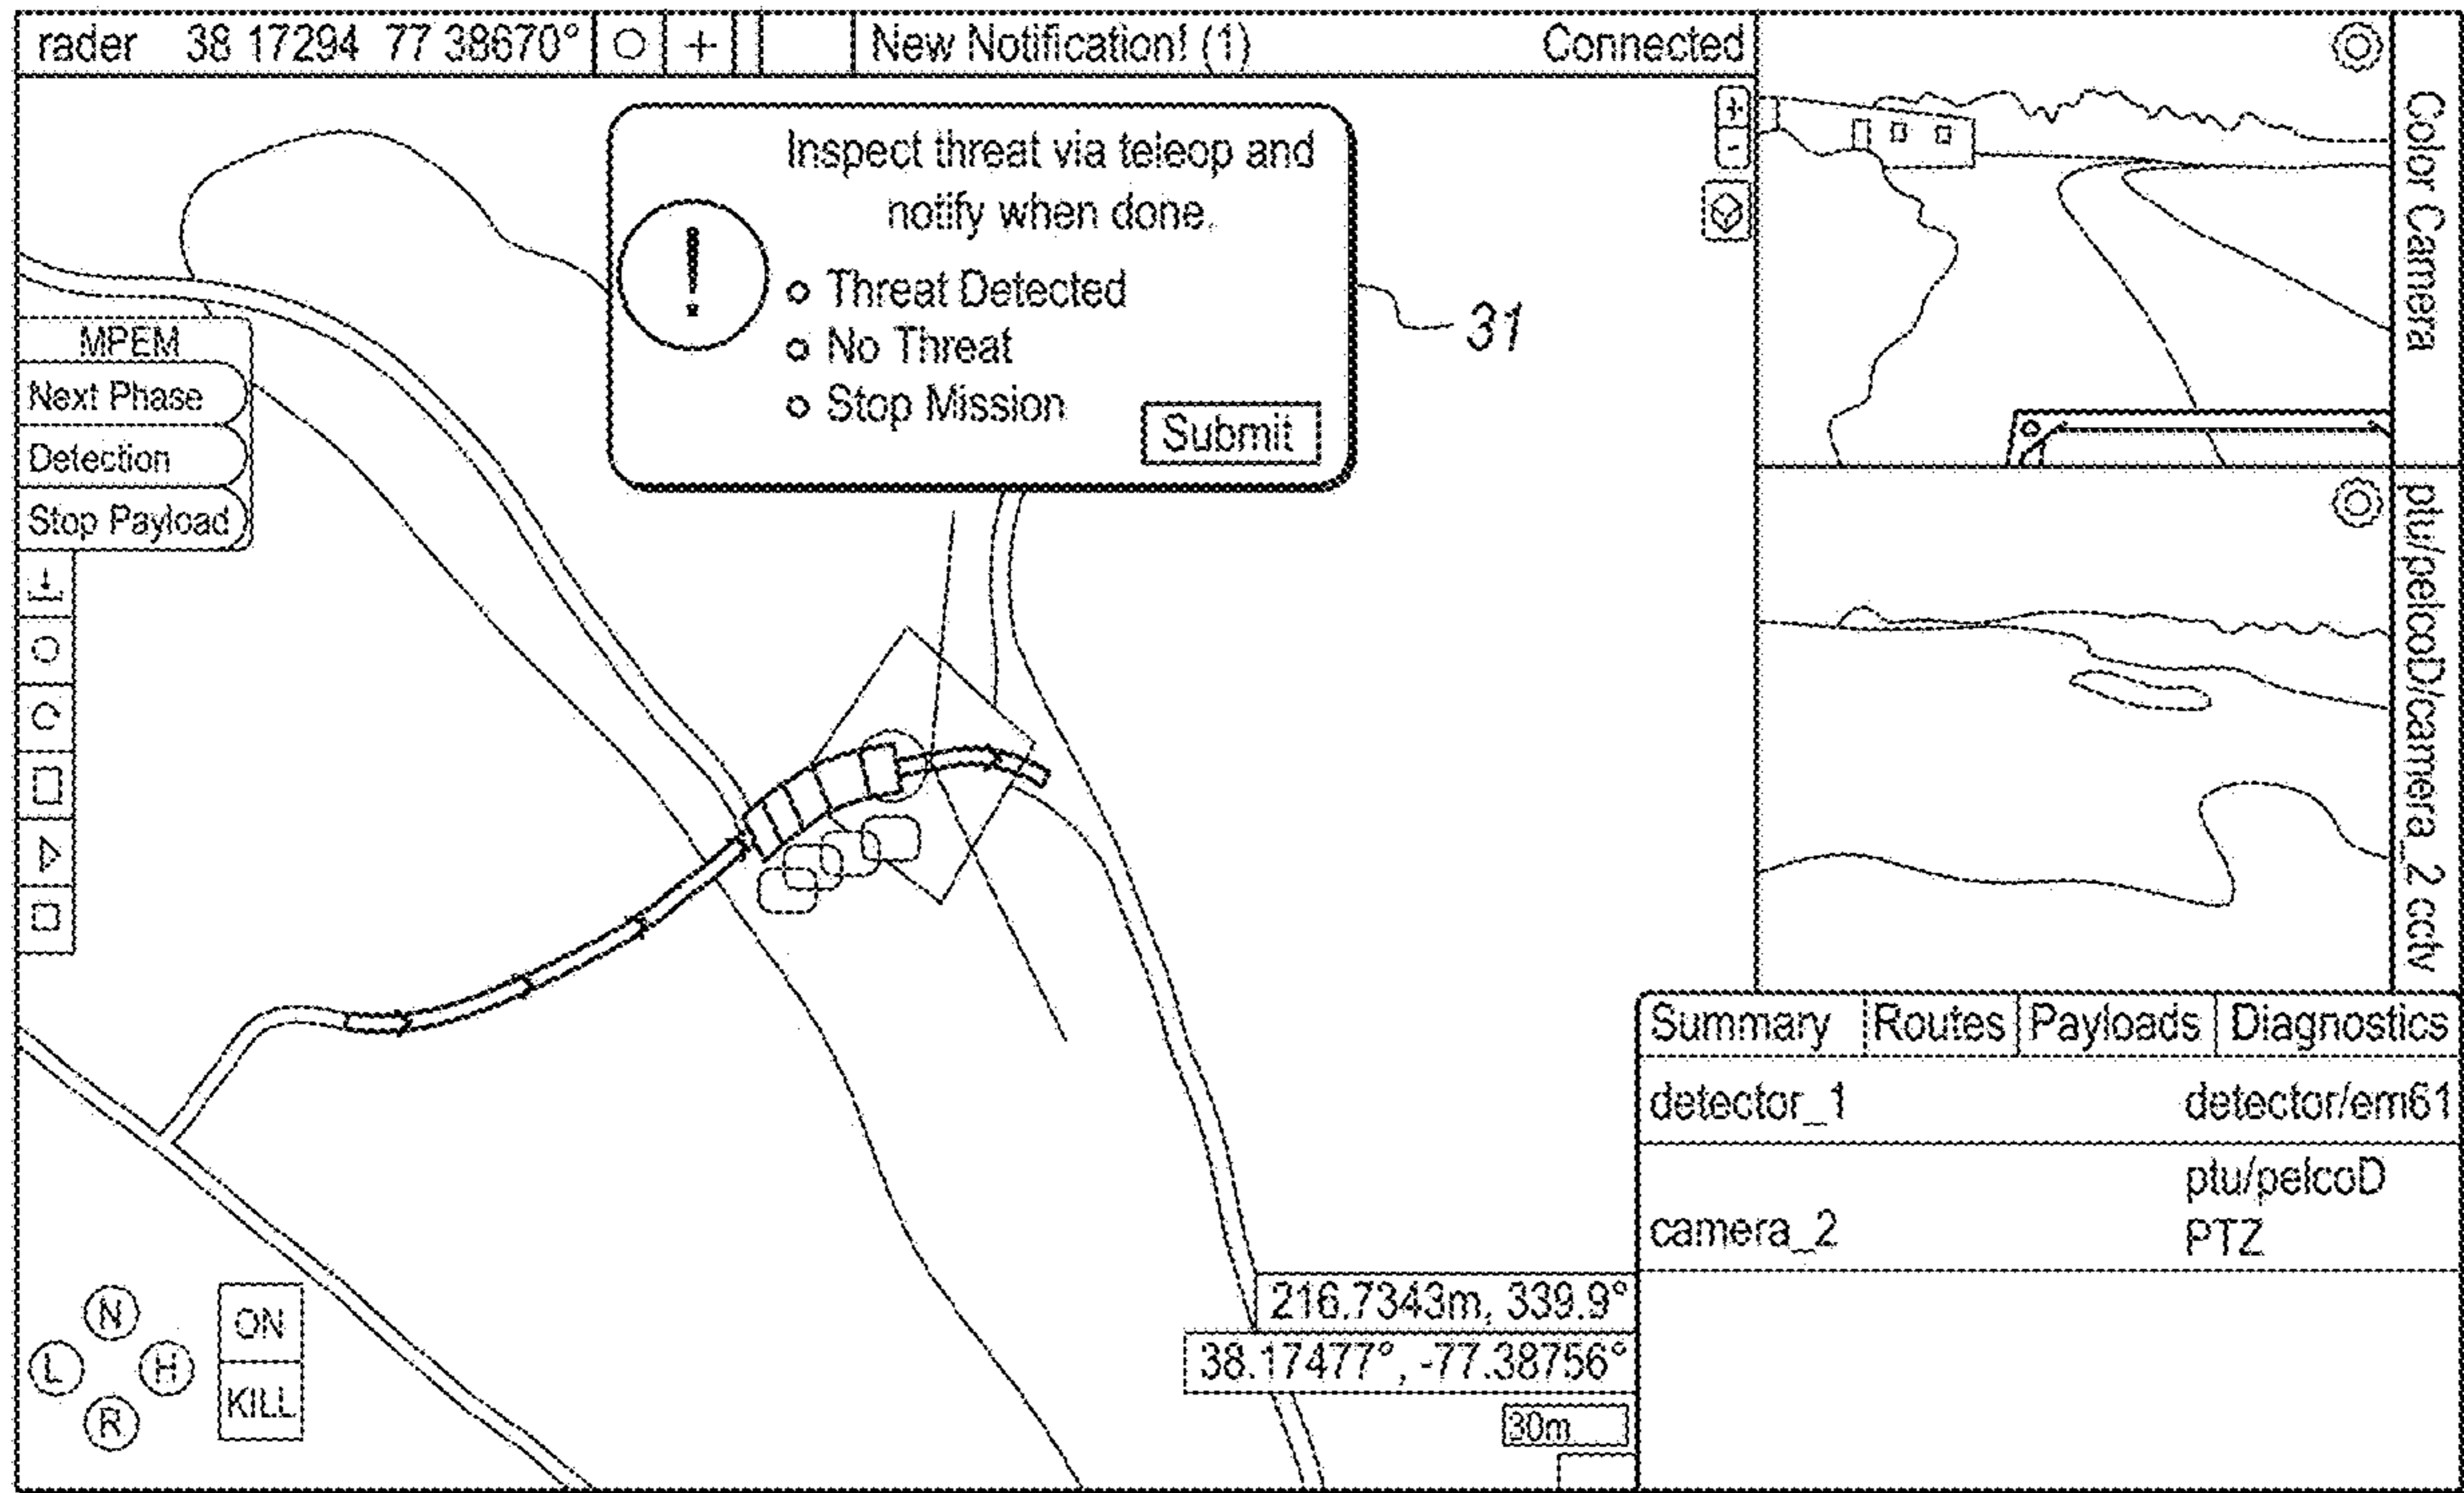 rader 38 17294 77 38670° New Notification! (1) Connected
Inspect threat via teleop and
notify when done.
!
Threat Detected
No Threat
Stop Mission
Submit
31
+
-
MPEM
Next Phase
Detection
Stop Payload
Color Camera
ptu/pelcoD/camera_2 cctv
Summary Routes Payloads Diagnostics
detector_1 detector/em61
camera_2 ptu/pelcoD
PTZ
216.7343m, 339.9°
38.17477°, -77.38756°
30m
N
L H
R
ON
KILL